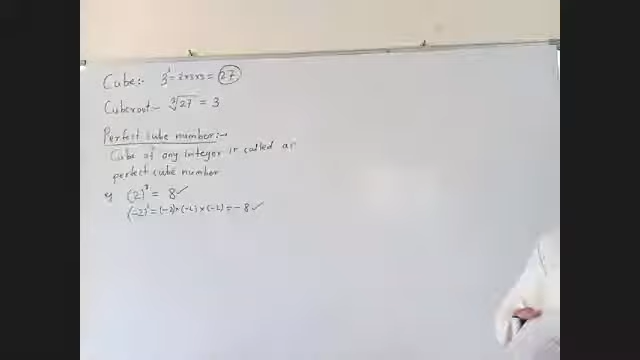 Cube:- 3³ = 3×3×3 = 27
Cuberoot:- ∛27 = 3
Perfect cube number:-
Cube of any integer is called as
perfect cube number
eg (2)³ = 8 ✓
(-2)³ = (-2) × (-2) × (-2) = -8 ✓